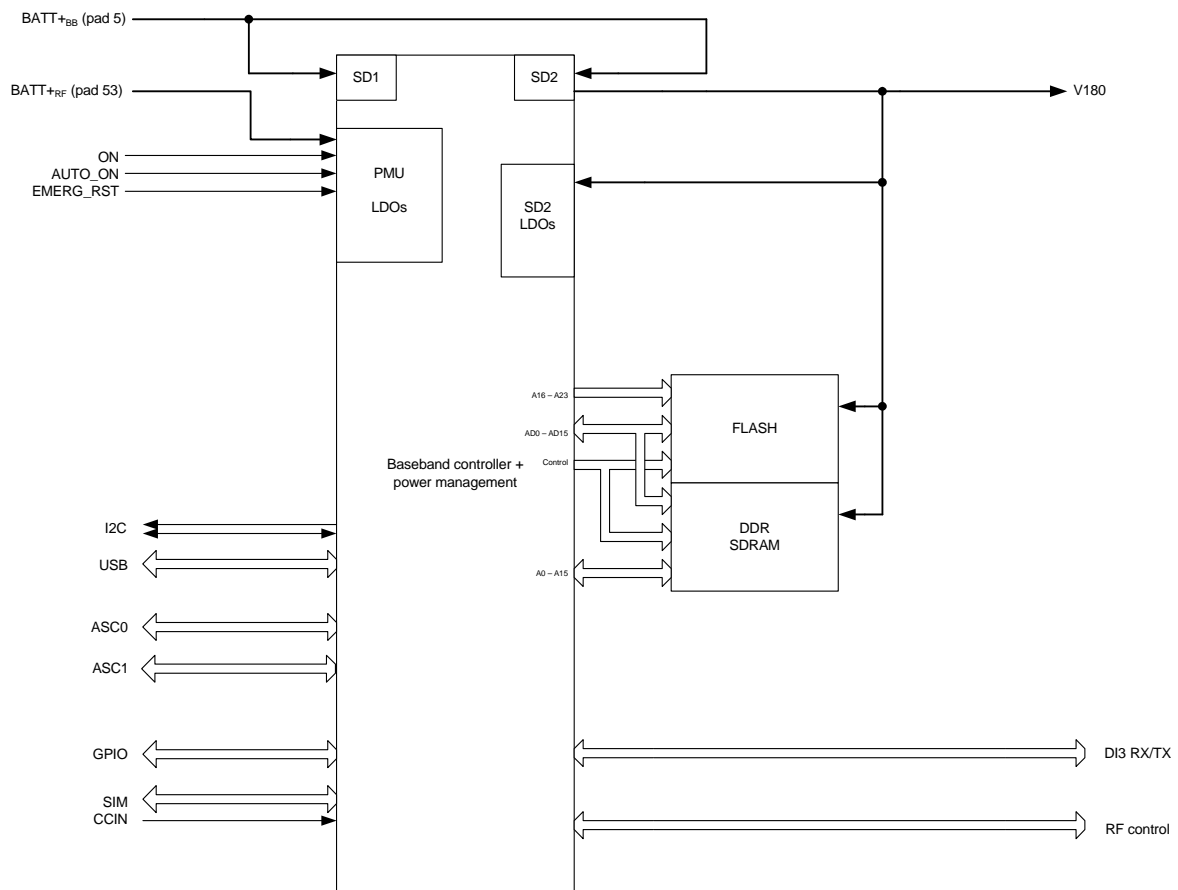 BATT+BB (pad 5)
SD1
SD2
BATT+RF (pad 53)
V180
ON
AUTO_ON
EMERG_RST
PMU
LDOs
SD2
LDOs
A16 – A23
AD0 – AD15
FLASH
Control
Baseband controller +
power management
I2C
DDR
SDRAM
USB
A0 – A15
ASC0
ASC1
GPIO
DI3 RX/TX
SIM
CCIN
RF control